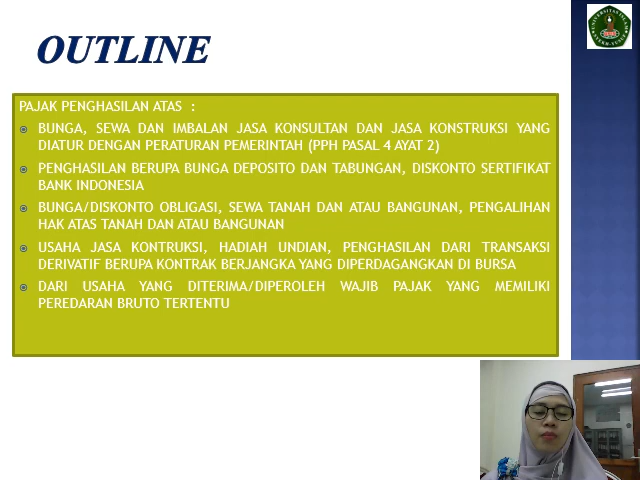 OUTLINE
PAJAK PENGHASILAN ATAS :
BUNGA, SEWA DAN IMBALAN JASA KONSULTAN DAN JASA KONSTRUKSI YANG
DIATUR DENGAN PERATURAN PEMERINTAH (PPH PASAL 4 AYAT 2)
PENGHASILAN BERUPA BUNGA DEPOSITO DAN TABUNGAN, DISKONTO SERTIFIKAT
BANK INDONESIA
BUNGA/DISKONTO OBLIGASI, SEWA TANAH DAN ATAU BANGUNAN, PENGALIHAN
HAK ATAS TANAH DAN ATAU BANGUNAN
USAHA JASA KONTRUKSI, HADIAH UNDIAN, PENGHASILAN DARI TRANSAKSI
DERIVATIF BERUPA KONTRAK BERJANGKA YANG DIPERDAGANGKAN DI BURSA
DARI USAHA YANG DITERIMA/DIPEROLEH WAJIB PAJAK YANG MEMILIKI
PEREDARAN BRUTO TERTENTU